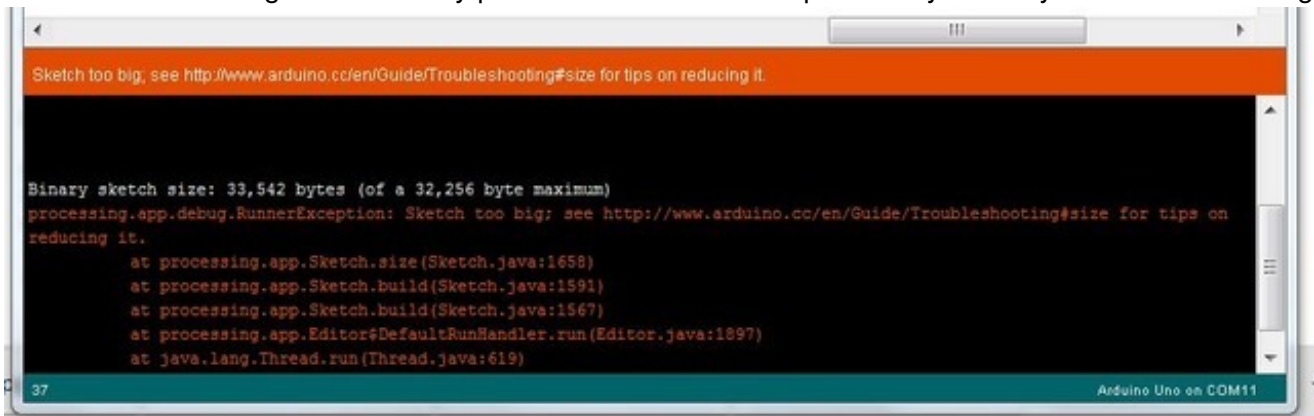 Sketch too big; see http://www.arduino.cc/en/Guide/Troubleshooting#size for tips on reducing it.
Binary sketch size: 33,542 bytes (of a 32,256 byte maximum)
processing.app.debug.RunnerException: Sketch too big; see http://www.arduino.cc/en/Guide/Troubleshooting#size for tips on
reducing it.
at processing.app.Sketch.size(Sketch.java:1658)
at processing.app.Sketch.build(Sketch.java:1591)
at processing.app.Sketch.build(Sketch.java:1567)
at processing.app.Editor$DefaultRunHandler.run(Editor.java:1897)
at java.lang.Thread.run(Thread.java:619)
37 Arduino Uno on COM11